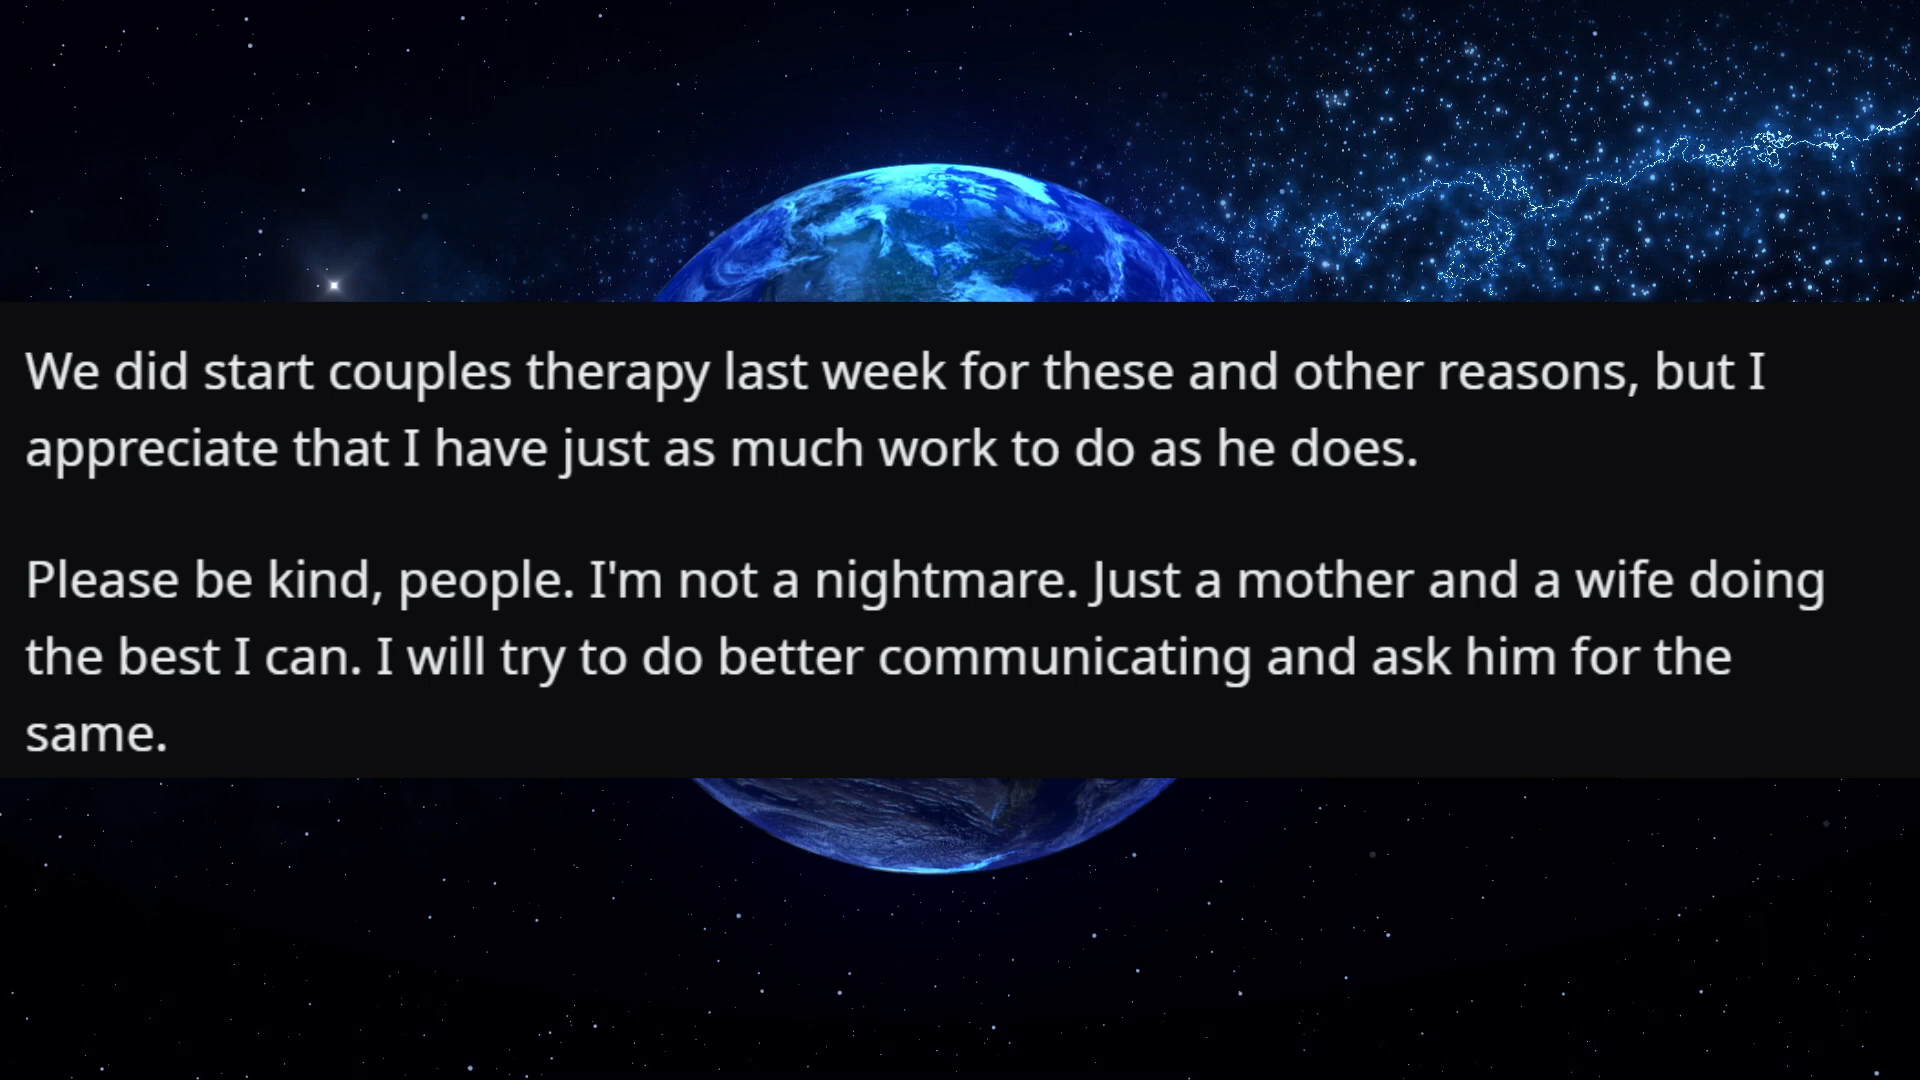 We did start couples therapy last week for these and other reasons, but I
appreciate that I have just as much work to do as he does.
Please be kind, people. I'm not a nightmare. Just a mother and a wife doing
the best I can. I will try to do better communicating and ask him for the
same.